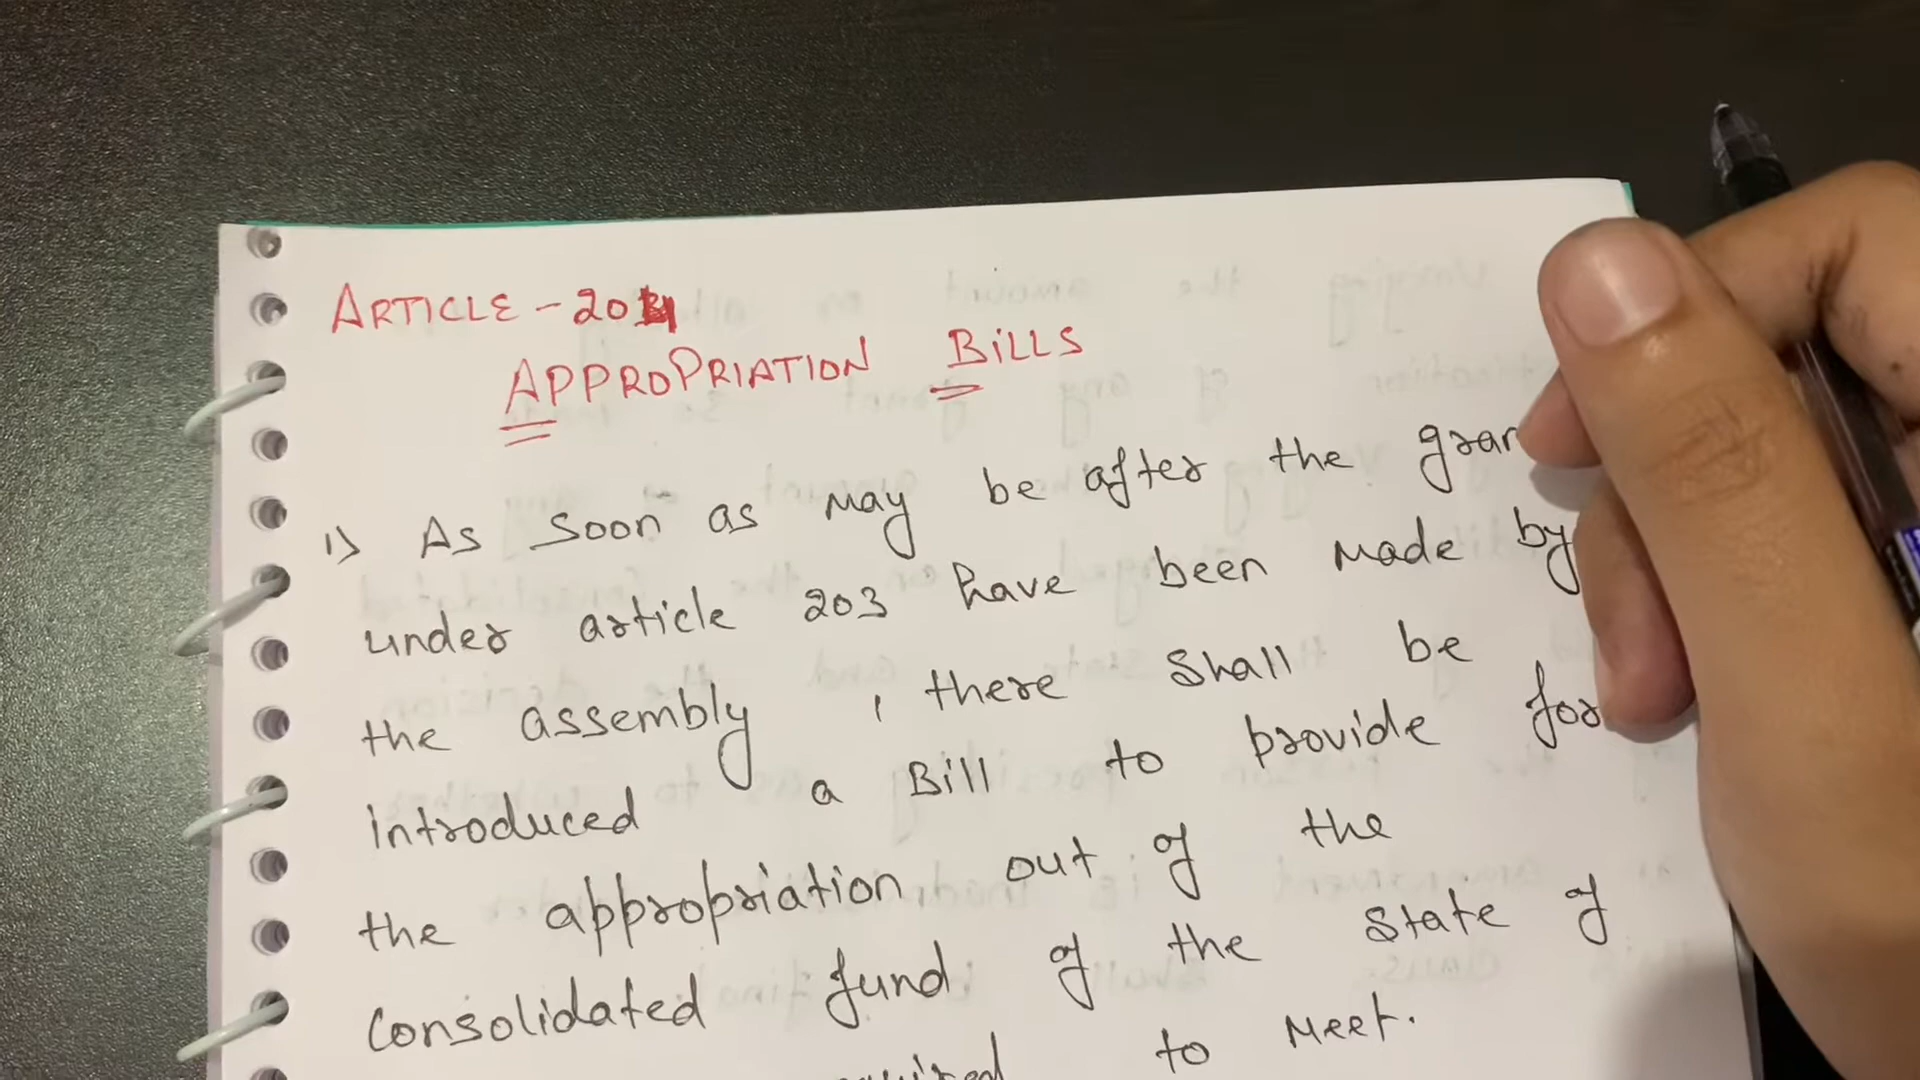 ARTICLE - 204
APPROPRIATION BILLS
1) As soon as may be after the
under article 203 have been made by
the assembly, there shall be
introduced a Bill to provide for
the appropriation out of the
consolidated fund of the state of
to meet.